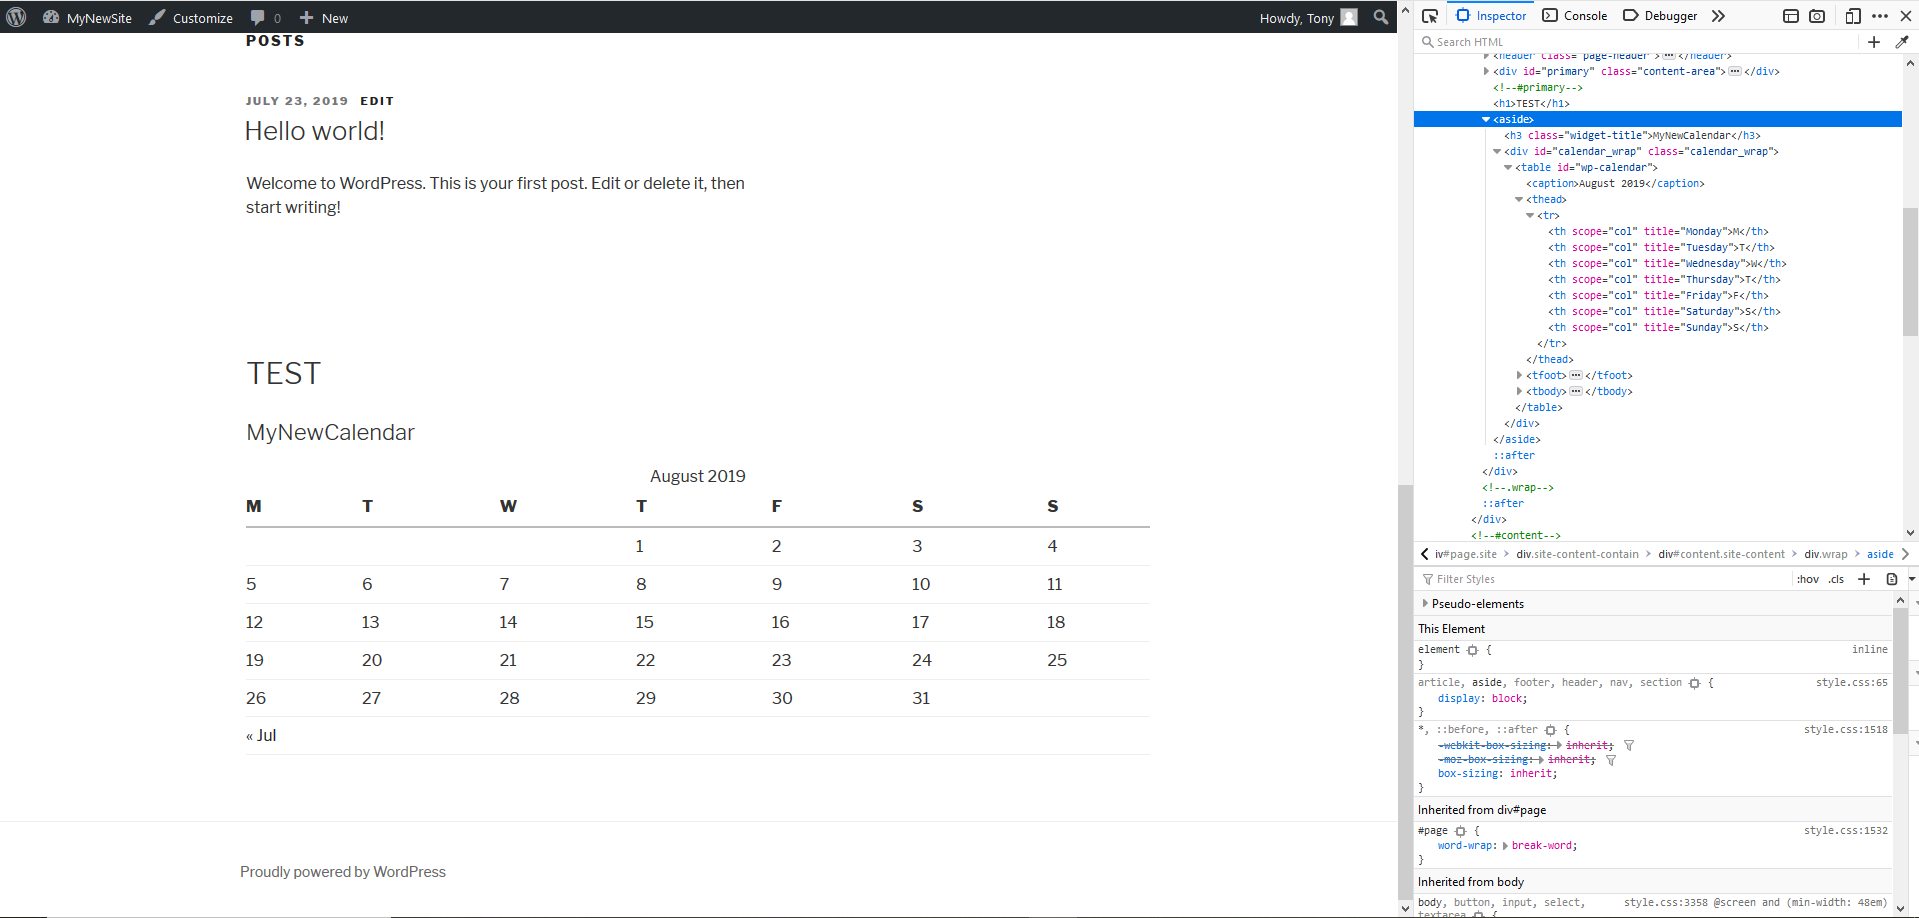 MyNewSite Customize 0 New Howdy, Tony
POSTS
JULY 23, 2019 EDIT
Hello world!
Welcome to WordPress. This is your first post. Edit or delete it, then
start writing!
TEST
MyNewCalendar
August 2019
M T W T F S S
1 2 3 4
5 6 7 8 9 10 11
12 13 14 15 16 17 18
19 20 21 22 23 24 25
26 27 28 29 30 31
« Jul
Proudly powered by WordPress
Inspector Console Debugger
Search HTML
<header class="page-header"></header>
<div id="primary" class="content-area"></div>
<!--#primary-->
<h1>TEST</h1>
<aside>
<h3 class="widget-title">MyNewCalendar</h3>
<div id="calendar_wrap" class="calendar_wrap">
<table id="wp-calendar">
<caption>August 2019</caption>
<thead>
<tr>
<th scope="col" title="Monday">M</th>
<th scope="col" title="Tuesday">T</th>
<th scope="col" title="Wednesday">W</th>
<th scope="col" title="Thursday">T</th>
<th scope="col" title="Friday">F</th>
<th scope="col" title="Saturday">S</th>
<th scope="col" title="Sunday">S</th>
</tr>
</thead>
<tfoot></tfoot>
<tbody></tbody>
</table>
</div>
</aside>
::after
</div>
<!--.wrap-->
::after
</div>
<!--#content-->
iv#page.site div.site-content-contain div#content.site-content div.wrap aside
Filter Styles :hov .cls
Pseudo-elements
This Element
element { inline
}
article, aside, footer, header, nav, section { style.css:65
display: block;
}
*, ::before, ::after { style.css:1518
-webkit-box-sizing: inherit;
-moz-box-sizing: inherit;
box-sizing: inherit;
}
Inherited from div#page
#page { style.css:1532
word-wrap: break-word;
}
Inherited from body
body, button, input, select, style.css:3358 @screen and (min-width: 48em)
textarea {